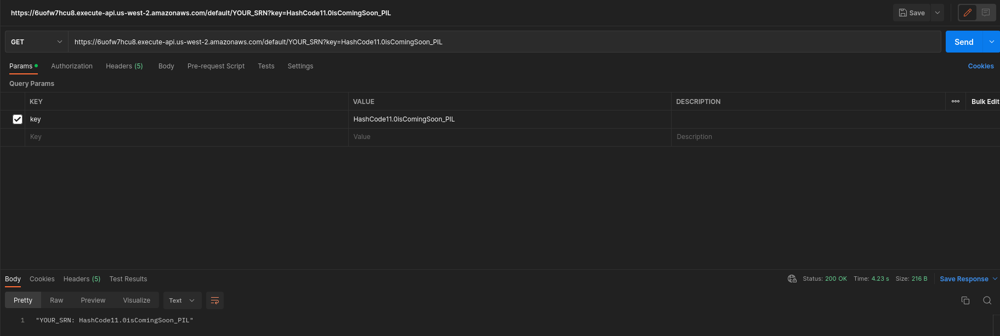 https://6uofw7hcu8.execute-api.us-west-2.amazonaws.com/default/YOUR_SRN?key=HashCode11.0isComingSoon_PIL Save
GET https://6uofw7hcu8.execute-api.us-west-2.amazonaws.com/default/YOUR_SRN?key=HashCode11.0isComingSoon_PIL Send
Params Authorization Headers (5) Body Pre-request Script Tests Settings Cookies
Query Params
KEY VALUE DESCRIPTION Bulk Edit
key HashCode11.0isComingSoon_PIL
Key Value Description
Body Cookies Headers (5) Test Results Status: 200 OK Time: 4.23 s Size: 216 B Save Response
Pretty Raw Preview Visualize Text
1 "YOUR_SRN: HashCode11.0isComingSoon_PIL"